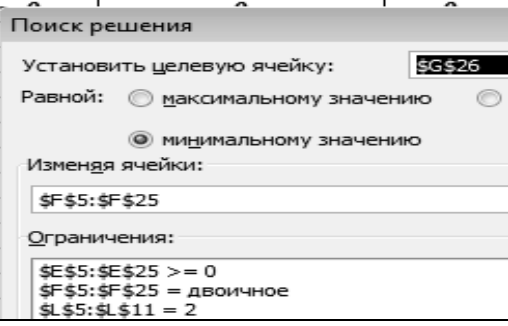 Поиск решения
Установить целевую ячейку: $G$26
Равной: максимальному значению
минимальному значению
Изменяя ячейки:
$F$5:$F$25
Ограничения:
$E$5:$E$25 >= 0
$F$5:$F$25 = двоичное
$L$5:$L$11 = 2